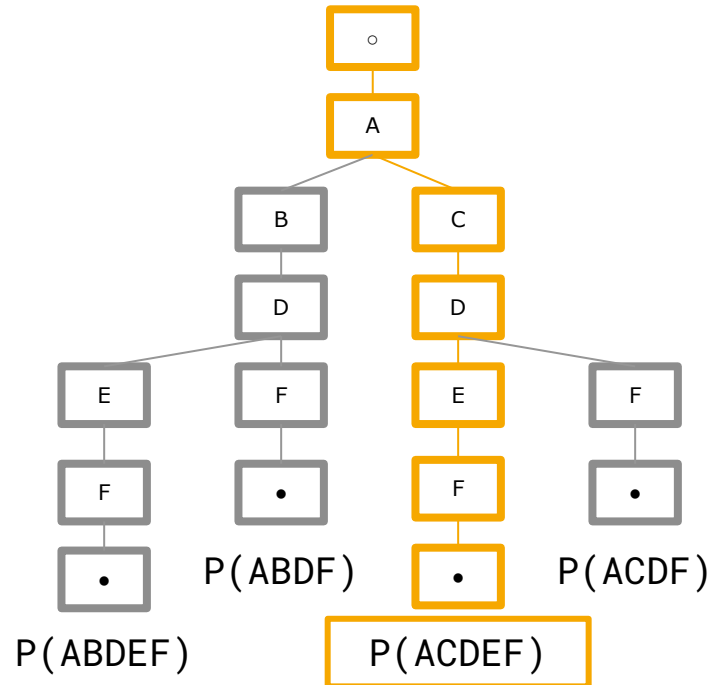 ○
A
B C
D D
E F E F
F • F •
• •
P(ABDF) P(ACDF)
P(ABDEF) P(ACDEF)